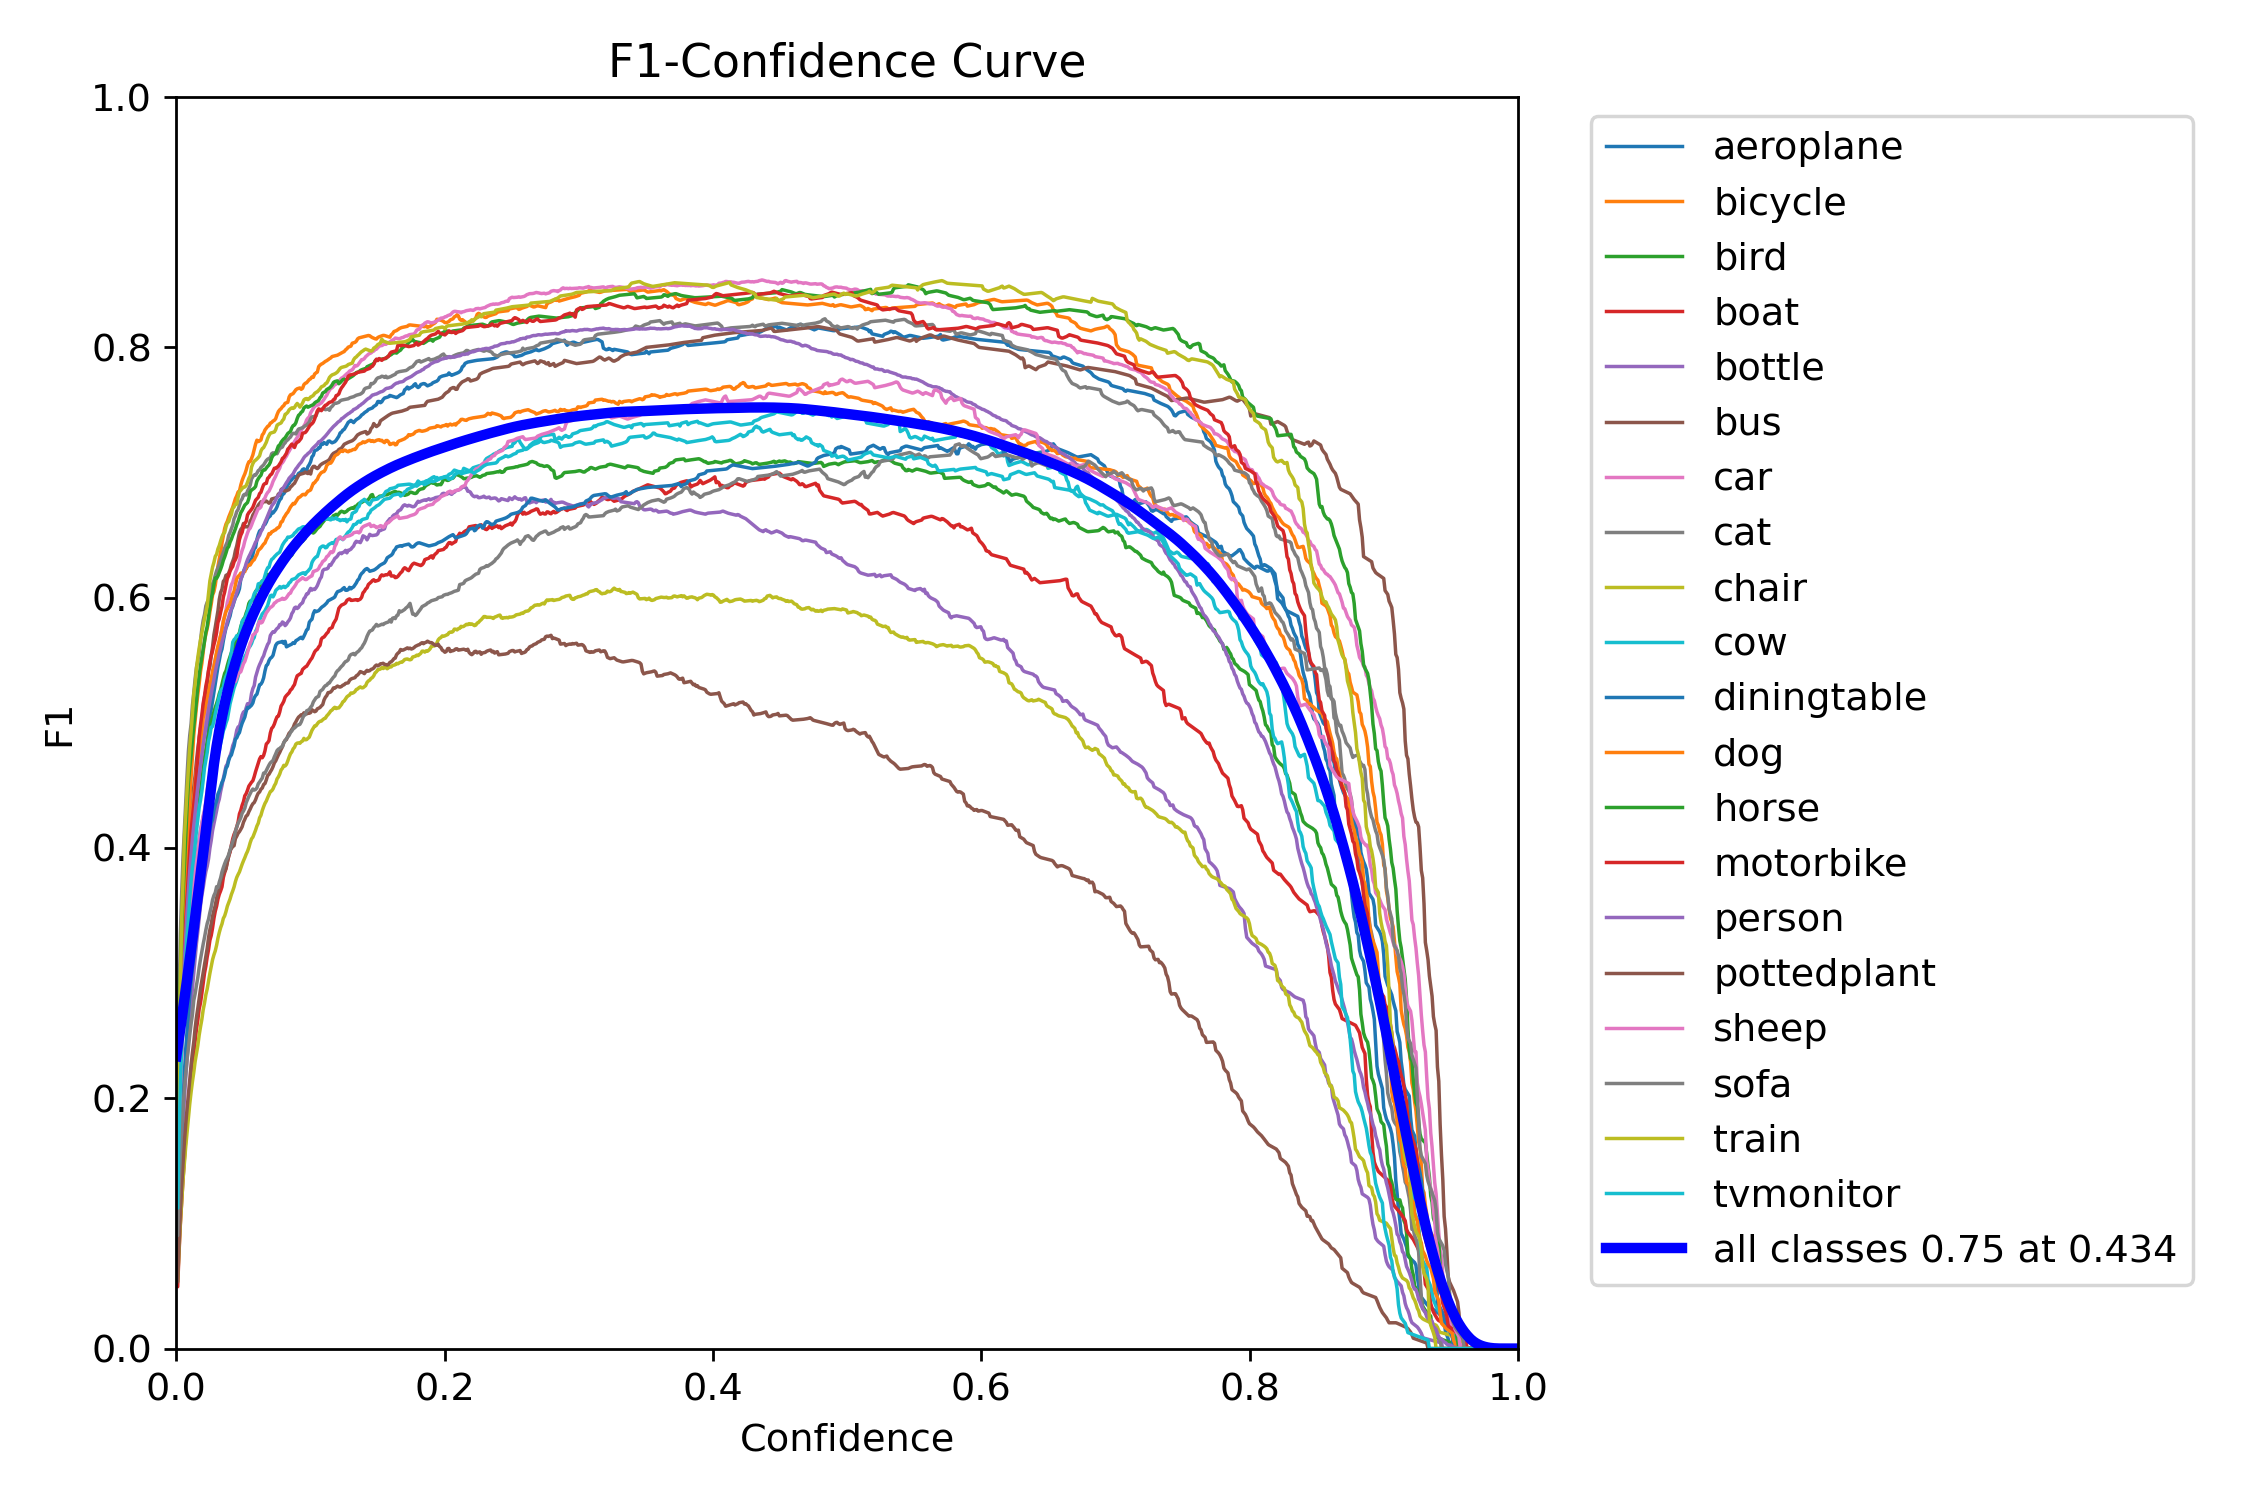 F1-Confidence Curve
1.0
0.8
0.6
0.4
0.2
0.0
F1
0.0 0.2 0.4 0.6 0.8 1.0
Confidence
aeroplane
bicycle
bird
boat
bottle
bus
car
cat
chair
cow
diningtable
dog
horse
motorbike
person
pottedplant
sheep
sofa
train
tvmonitor
all classes 0.75 at 0.434